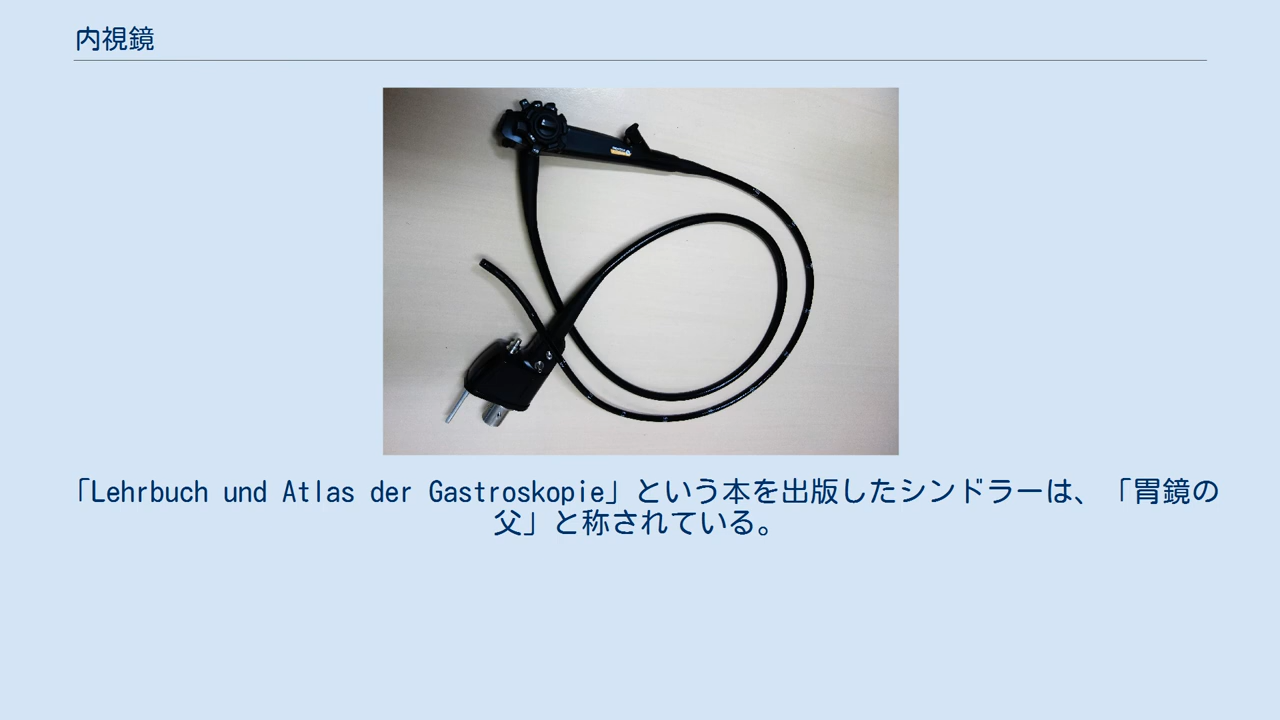 内視鏡
「Lehrbuch und Atlas der Gastroskopie」という本を出版したシンドラーは、「胃鏡の
父」と称されている。